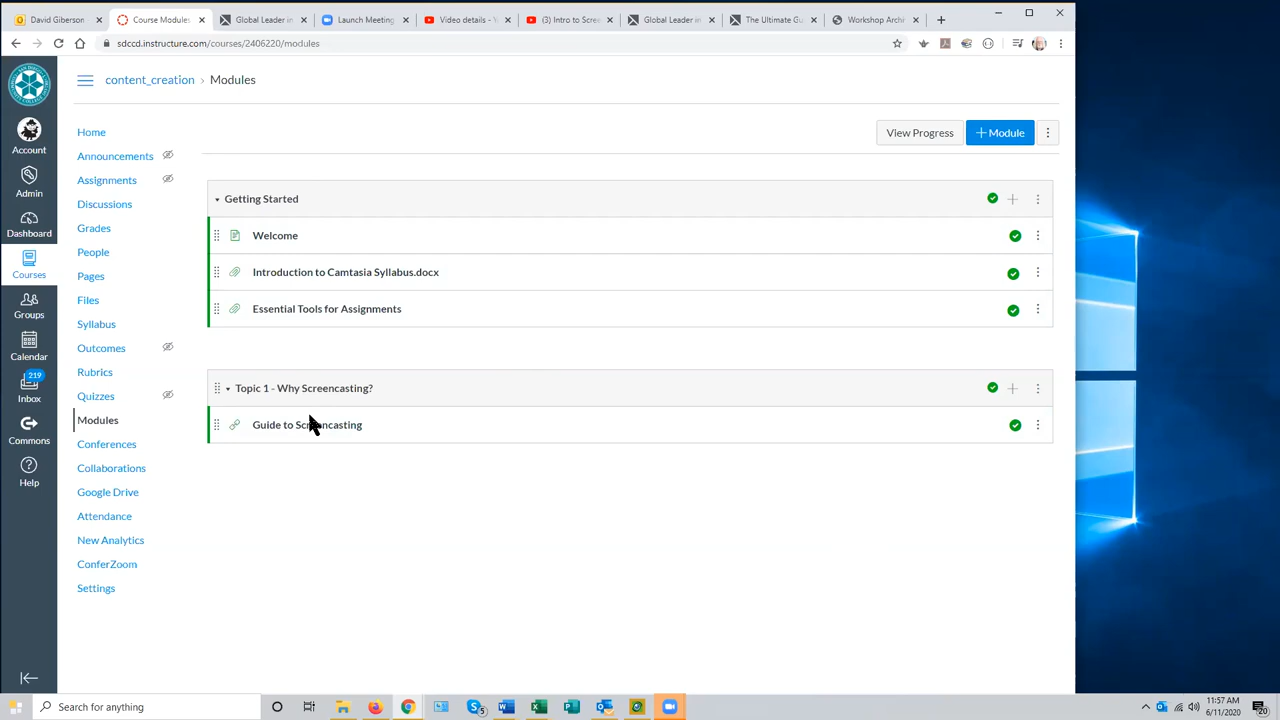 David Giberson
Course Modules
Global Leader in
Launch Meeting
Video details - Y
(3) Intro to Scree
Global Leader in
The Ultimate Gu
Workshop Archi
sdccd.instructure.com/courses/2406220/modules
content_creation › Modules
View Progress
+ Module
Account
Admin
Dashboard
Courses
Groups
Calendar
219
Inbox
Commons
Help
Home
Announcements
Assignments
Discussions
Grades
People
Pages
Files
Syllabus
Outcomes
Rubrics
Quizzes
Modules
Conferences
Collaborations
Google Drive
Attendance
New Analytics
ConferZoom
Settings
Getting Started
Welcome
Introduction to Camtasia Syllabus.docx
Essential Tools for Assignments
Topic 1 - Why Screencasting?
Guide to Screencasting
Search for anything
5
11:57 AM
6/11/2020
20